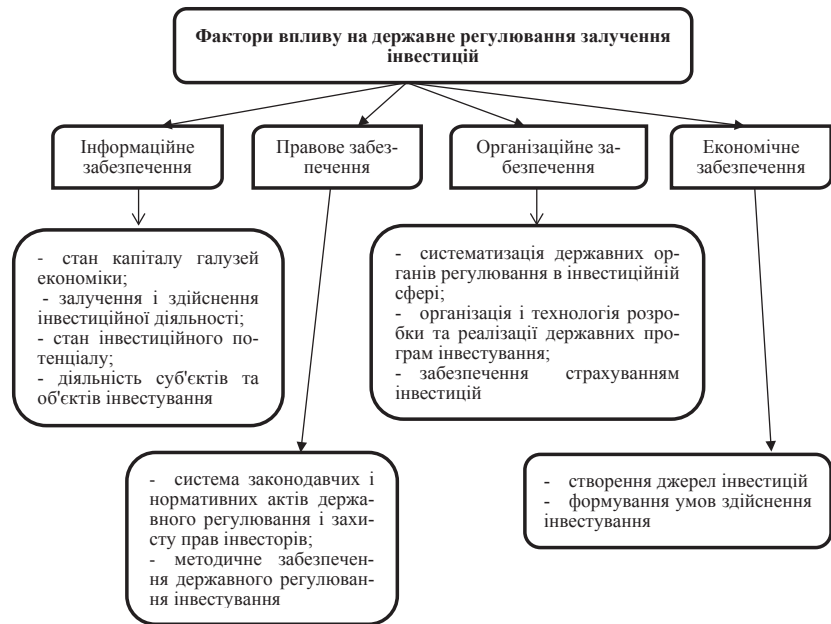 Фактори впливу на державне регулювання залучення
інвестицій
Інформаційне
забезпечення
Правове забез-
печення
Організаційне за-
безпечення
Економічне
забезпечення
- стан капіталу галузей
економіки;
- залучення і здійснення
інвестиційної діяльності;
- стан інвестиційного по-
тенціалу;
- діяльність суб'єктів та
об'єктів інвестування
- систематизація державних ор-
ганів регулювання в інвестиційній
сфері;
- організація і технологія розро-
бки та реалізації державних про-
грам інвестування;
- забезпечення страхуванням
інвестицій
- система законодавчих і
нормативних актів держа-
вного регулювання і захи-
сту прав інвесторів;
- методичне забезпечен-
ня державного регулюван-
ня інвестування
- створення джерел інвестицій
- формування умов здійснення
інвестування